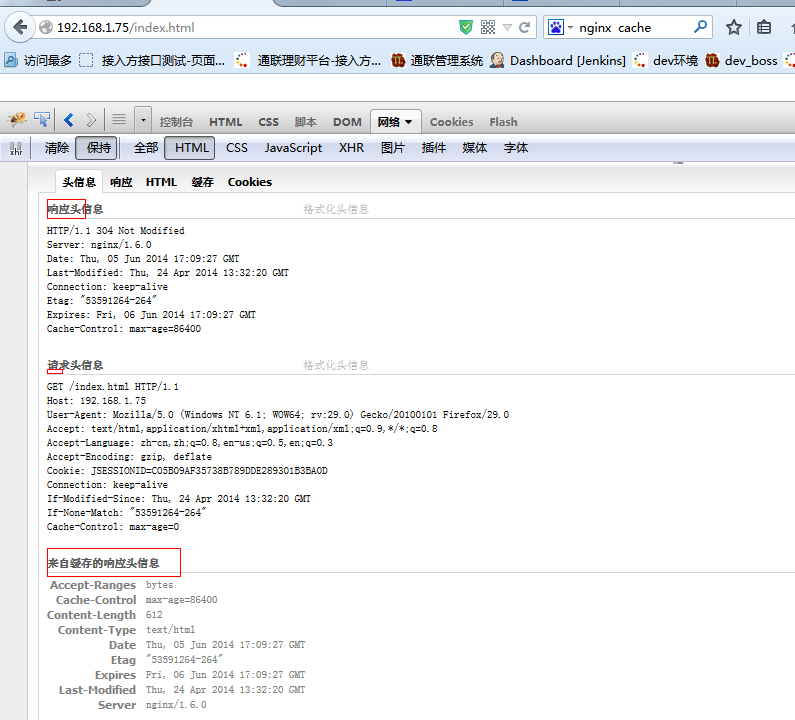 192.168.1.75/index.html
nginx cache
访问最多 接入方接口测试-页面... 通联理财平台-接入方... 通联管理系统 Dashboard [Jenkins] dev环境 dev_boss
控制台 HTML CSS 脚本 DOM 网络 Cookies Flash
xhr 清除 保持 全部 HTML CSS JavaScript XHR 图片 插件 媒体 字体
头信息 响应 HTML 缓存 Cookies
响应头信息 格式化头信息
HTTP/1.1 304 Not Modified
Server: nginx/1.6.0
Date: Thu, 05 Jun 2014 17:09:27 GMT
Last-Modified: Thu, 24 Apr 2014 13:32:20 GMT
Connection: keep-alive
Etag: "53591264-264"
Expires: Fri, 06 Jun 2014 17:09:27 GMT
Cache-Control: max-age=86400
请求头信息 格式化头信息
GET /index.html HTTP/1.1
Host: 192.168.1.75
User-Agent: Mozilla/5.0 (Windows NT 6.1; WOW64; rv:29.0) Gecko/20100101 Firefox/29.0
Accept: text/html,application/xhtml+xml,application/xml;q=0.9,*/*;q=0.8
Accept-Language: zh-cn,zh;q=0.8,en-us;q=0.5,en;q=0.3
Accept-Encoding: gzip, deflate
Cookie: JSESSIONID=C05B09AF35738B789DDE289301B3BA0D
Connection: keep-alive
If-Modified-Since: Thu, 24 Apr 2014 13:32:20 GMT
If-None-Match: "53591264-264"
Cache-Control: max-age=0
来自缓存的响应头信息
Accept-Ranges bytes
Cache-Control max-age=86400
Content-Length 612
Content-Type text/html
Date Thu, 05 Jun 2014 17:09:27 GMT
Etag "53591264-264"
Expires Fri, 06 Jun 2014 17:09:27 GMT
Last-Modified Thu, 24 Apr 2014 13:32:20 GMT
Server nginx/1.6.0